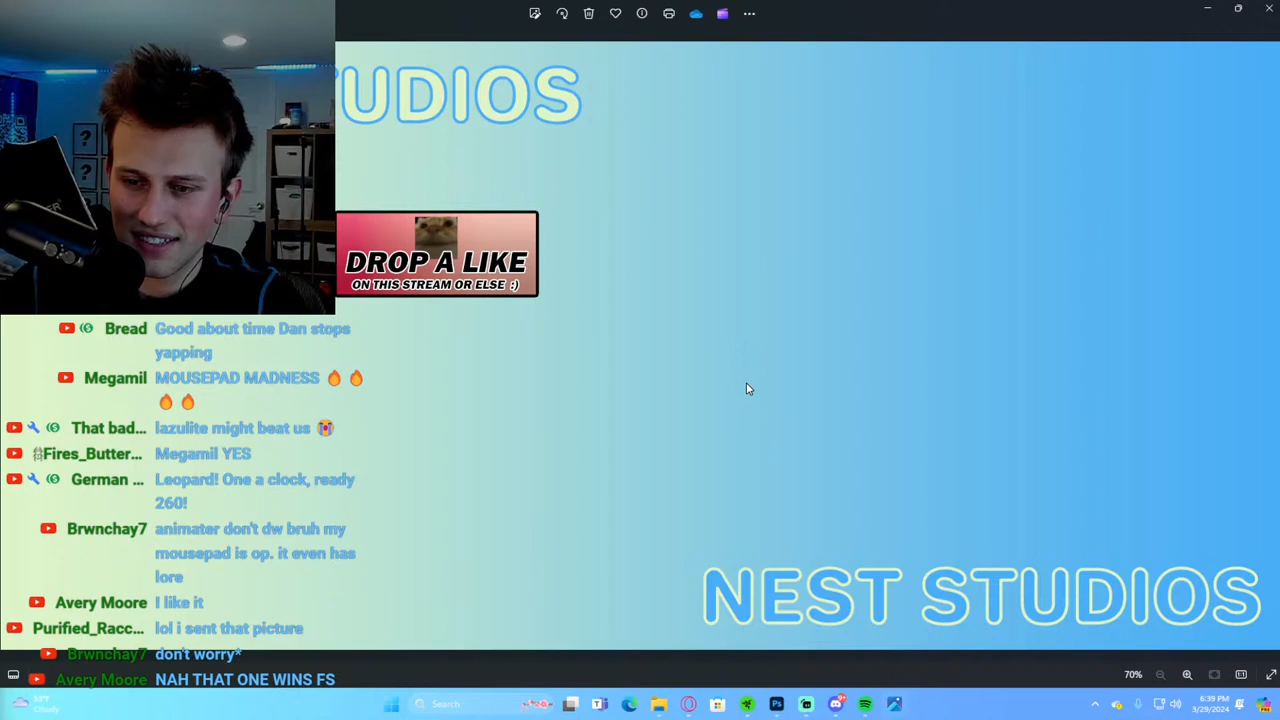 UDIOS
DROP A LIKE
ON THIS STREAM OR ELSE :)
Bread Good about time Dan stops
yapping
Megamil MOUSEPAD MADNESS 🔥 🔥
🔥 🔥
That bad... lazulite might beat us 😭
Fires_Butter... Megamil YES
German ... Leopard! One a clock, ready
260!
Brwnchay7 animater don't dw bruh my
mousepad is op. it even has
lore
Avery Moore I like it
Purified_Racc... lol i sent that picture
Brwnchay7 don't worry*
Avery Moore NAH THAT ONE WINS FS
NEST STUDIOS
70%
53°F
Cloudy
Search
6:39 PM
3/29/2024